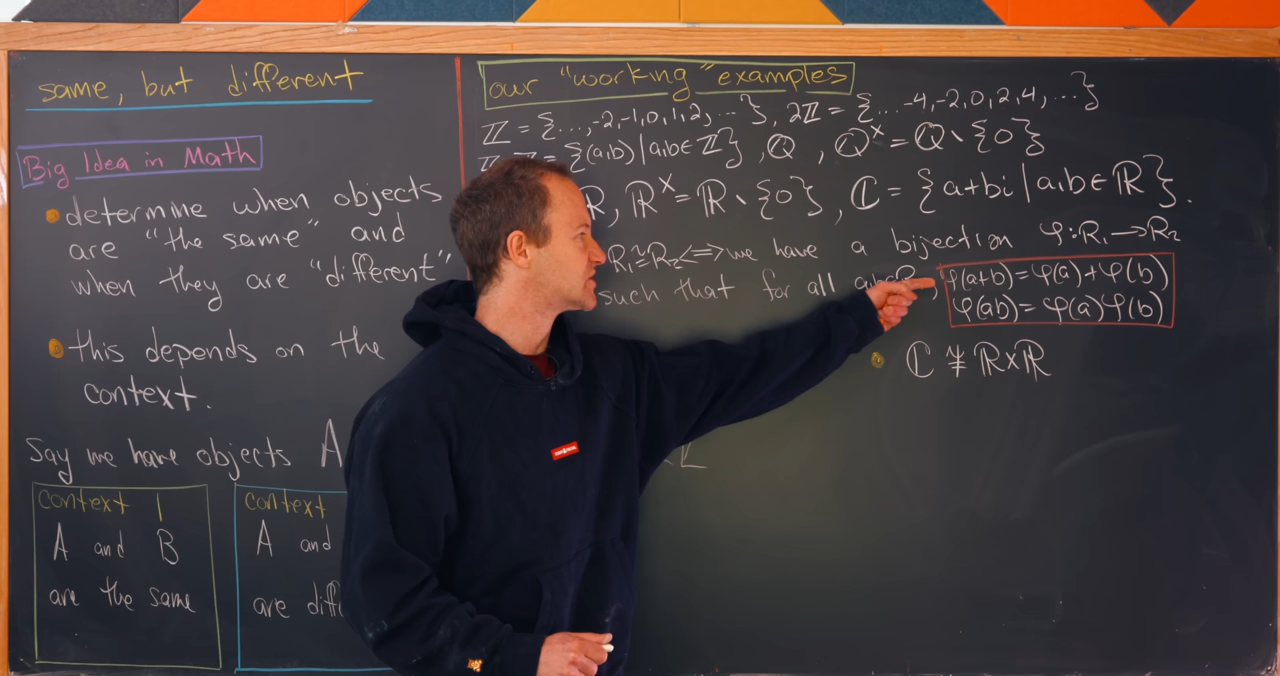 same, but different
Big Idea in Math
• determine when objects
are "the same" and
when they are "different"
• this depends on the
context.
Say we have objects A
context 1
A and B
are the same
context
A and
are
our "working" examples
ℤ = {...,-2,-1,0,1,2,...}, 2ℤ = {...-4,-2,0,2,4,...}
= {(a,b) | a,b∈ℤ}, ℚ, ℚˣ = ℚ∖{0}
ℝ, ℝˣ = ℝ∖{0}, ℂ = {a+bi | a,b∈ℝ}.
R₁≅R₂ ⟺ we have a bijection φ: R₁→R₂
such that for all
φ(a+b)=φ(a)+φ(b)
φ(ab)=φ(a)φ(b)
• ℂ ≇ ℝ×ℝ